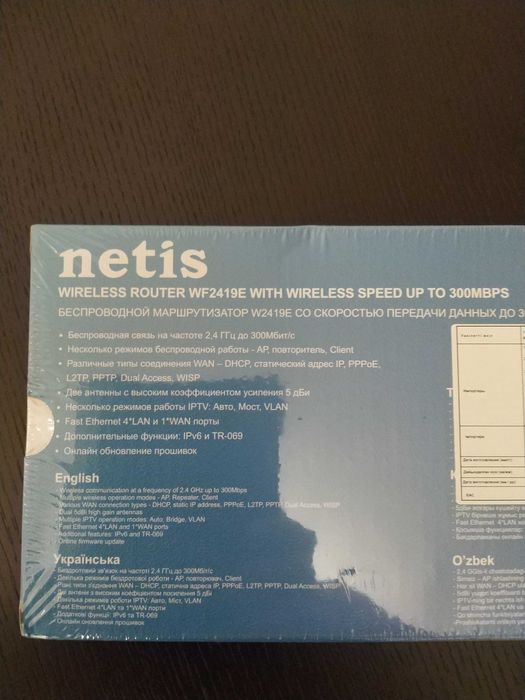 netis
WIRELESS ROUTER WF2419E WITH WIRELESS SPEED UP TO 300MBPS
БЕСПРОВОДНОЙ МАРШРУТИЗАТОР W2419E СО СКОРОСТЬЮ ПЕРЕДАЧИ ДАННЫХ ДО
• Беспроводная связь на частоте 2,4 ГГц до 300Мбит/с
• Несколько режимов беспроводной работы - AP, повторитель, Client
• Различные типы соединения WAN – DHCP, статический адрес IP, PPPoE,
L2TP, PPTP, Dual Access, WISP
• Две антенны с высоким коэффициентом усиления 5 дБи
• Несколько режимов работы IPTV: Авто, Мост, VLAN
• Fast Ethernet 4*LAN и 1*WAN порты
• Дополнительные функции: IPv6 и TR-069
• Онлайн обновление прошивок
English
- Wireless communication at a frequency of 2.4 GHz up to 300Mbps
- Multiple wireless operation modes - AP, Repeater, Client
- Various WAN connection types - DHCP, static IP address, PPPoE, L2TP, PPTP, Dual Access, WISP
- Dual 5dBi high gain antennas
- Multiple IPTV operation modes: Auto, Bridge, VLAN
- Fast Ethernet 4*LAN and 1*WAN ports
- Additional features: IPv6 and TR-069
- Online firmware update
Українська
- Бездротовий зв'язок на частоті 2,4 ГГц до 300Мбіт/с
- Декілька режимів бездротової роботи - AP, повторювач, Client
- Різні типи з'єднання WAN – DHCP, статична адреса IP, PPPoE, L2TP, PPTP, Dual Access, WISP
- Дві антени з високим коефіцієнтом посилення 5 дБі
- Декілька режимів роботи IPTV: Авто, Мост, VLAN
- Fast Ethernet 4*LAN та 1*WAN порти
- Додаткові функції: IPv6 та TR-069
- Онлайн оновлення прошивок
Импортеры
EAC
O'zbek
- 2,4 GGts-li
- Simsiz – AP
- Fast Ethernet 4*LAN